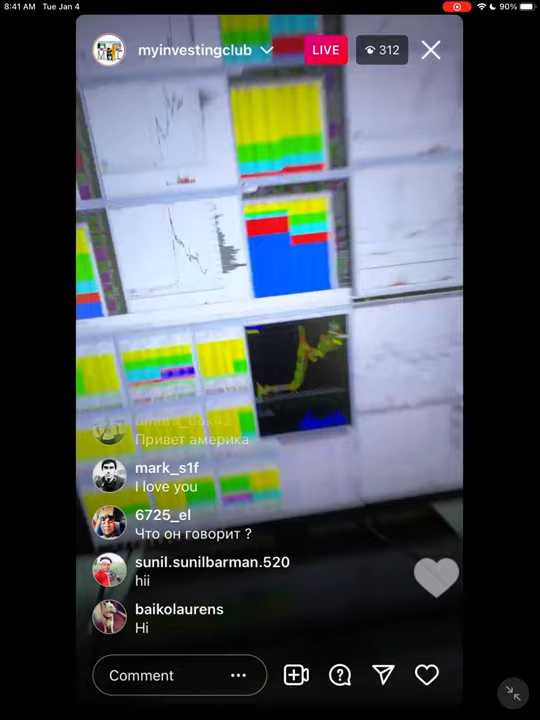 8:41 AM Tue Jan 4
90%
myinvestingclub
LIVE
312
Привет америка
mark_s1f
I love you
6725_el
Что он говорит ?
sunil.sunilbarman.520
hii
baikolaurens
Hi
Comment